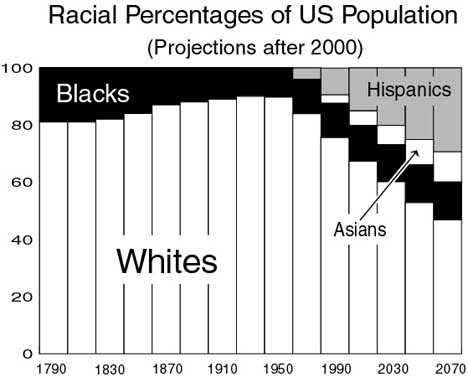 Racial Percentages of US Population
(Projections after 2000)
100
80
60
40
20
0
Blacks
Hispanics
Asians
Whites
1790 1830 1870 1910 1950 1990 2030 2070